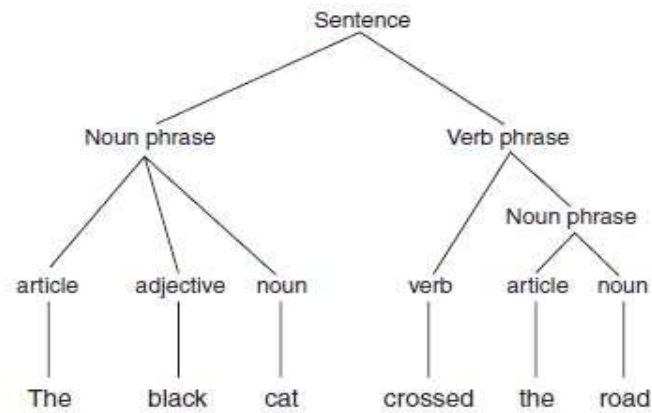 Sentence
Noun phrase Verb phrase
Noun phrase
article adjective noun verb article noun
The black cat crossed the road